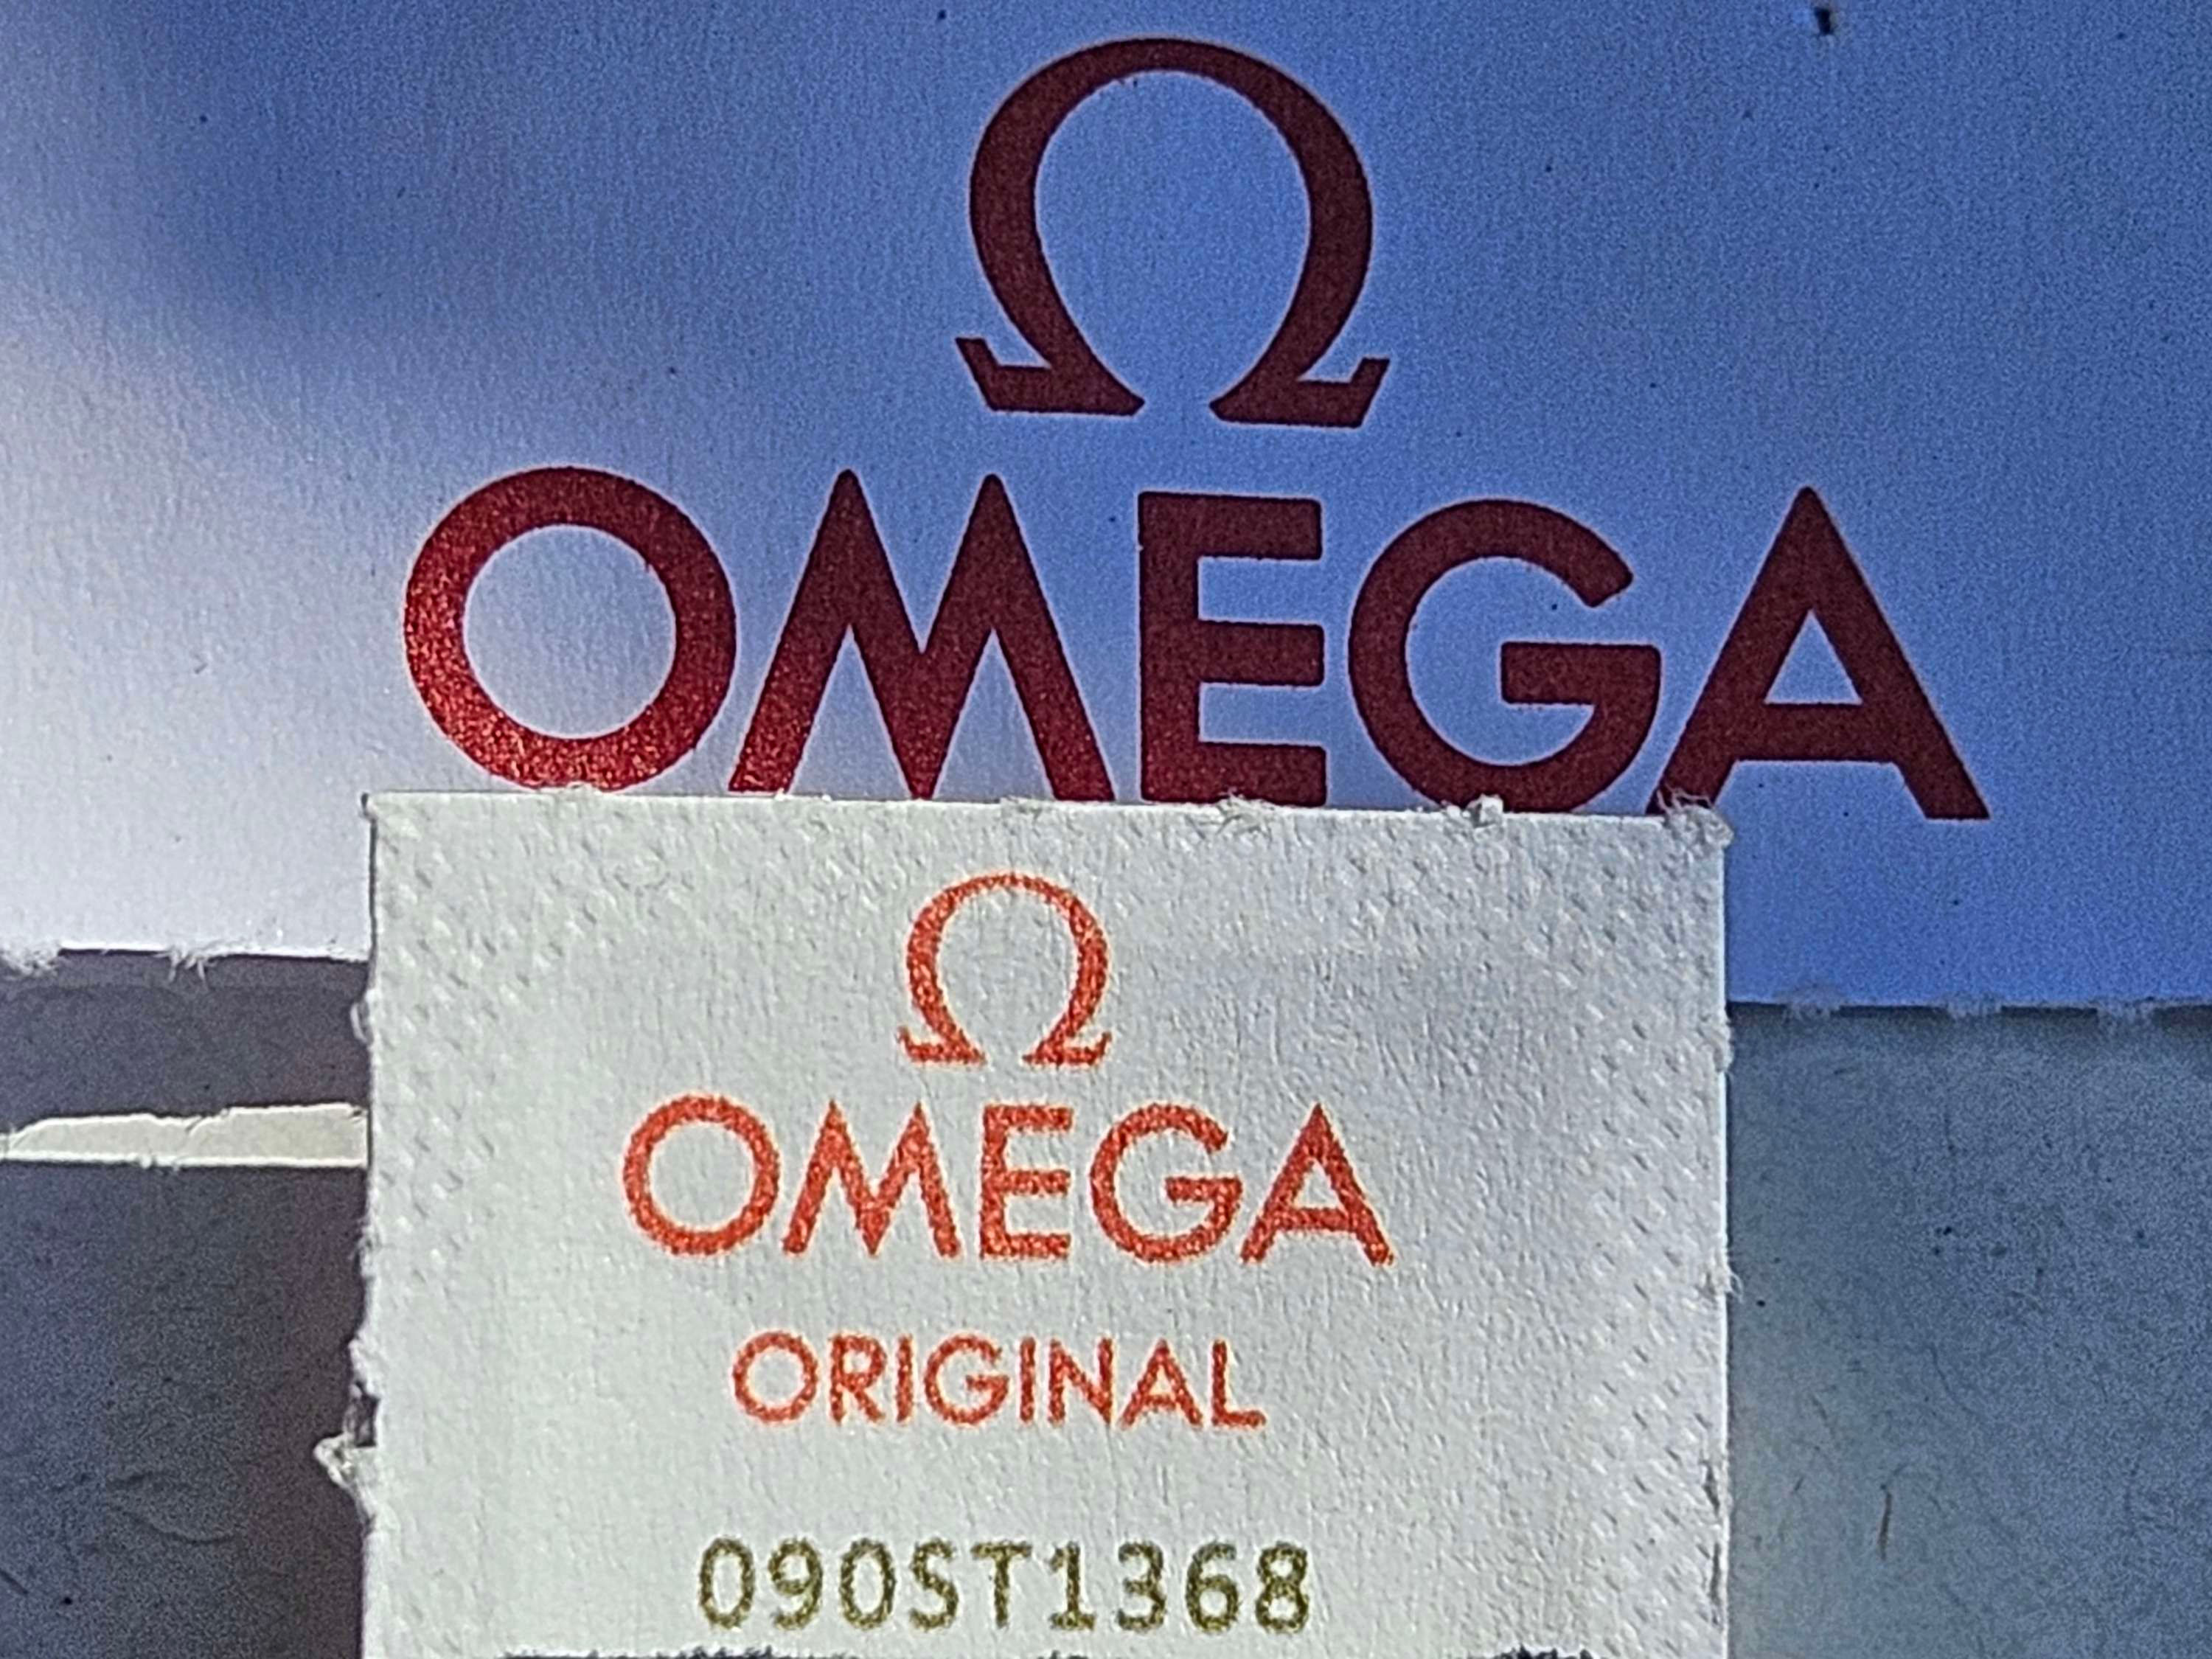 Ω
OMEGA
Ω
OMEGA
ORIGINAL
090ST1368